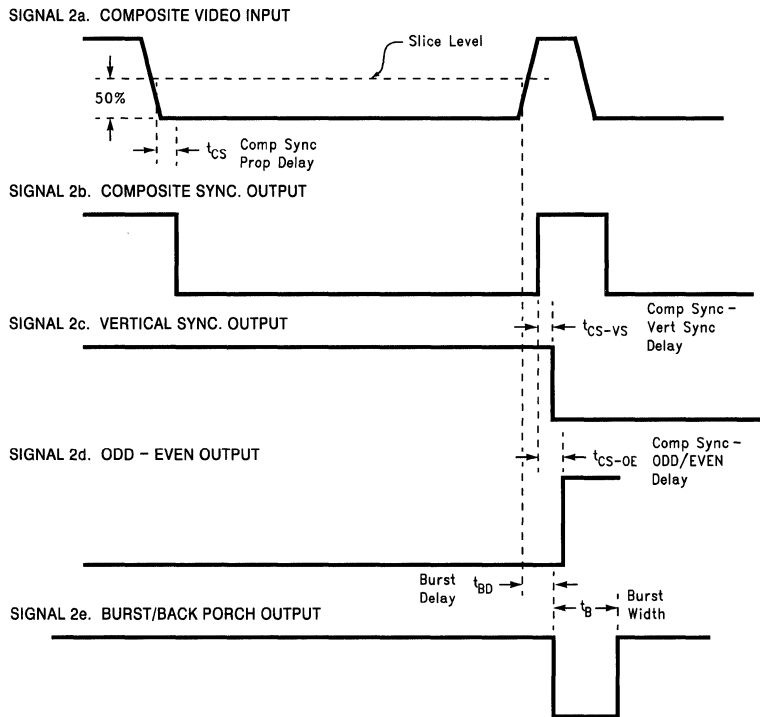 SIGNAL 2a. COMPOSITE VIDEO INPUT
Slice Level
50%
tCS Comp Sync
Prop Delay
SIGNAL 2b. COMPOSITE SYNC. OUTPUT
SIGNAL 2c. VERTICAL SYNC. OUTPUT
tCS-VS Comp Sync –
Vert Sync
Delay
SIGNAL 2d. ODD – EVEN OUTPUT
tCS-OE Comp Sync –
ODD/EVEN
Delay
Burst tBD
Delay
SIGNAL 2e. BURST/BACK PORCH OUTPUT
tB Burst
Width